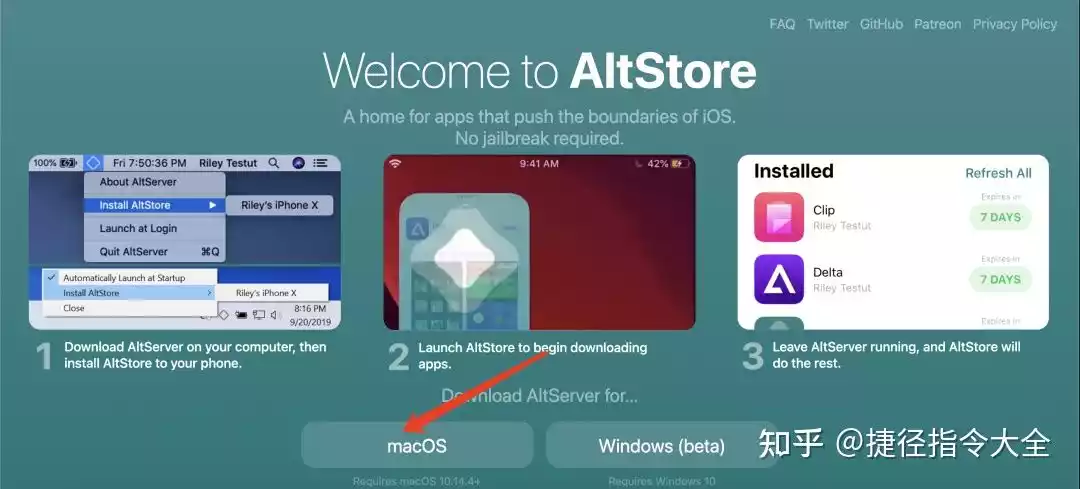 FAQ Twitter GitHub Patreon Privacy Policy
Welcome to AltStore
A home for apps that push the boundaries of iOS.
No jailbreak required.
100% Fri 7:50:36 PM Riley Testut
About AltServer
Install AltStore Riley's iPhone X
Launch at Login
Quit AltServer ⌘Q
Automatically Launch at Startup
Install AltStore Riley's iPhone X
Close
8:16 PM
9/20/2019
9:41 AM 42%
Installed Refresh All
Clip
Riley Testut
Expires in
7 DAYS
Delta
Riley Testut
Expires in
7 DAYS
Expires in
1 Download AltServer on your computer, then
install AltStore to your phone.
2 Launch AltStore to begin downloading
apps.
3 Leave AltServer running, and AltStore will
do the rest.
Download AltServer for...
macOS
Windows (beta)
Requires macOS 10.14.4+
Requires Windows 10
知乎 @捷径指令大全